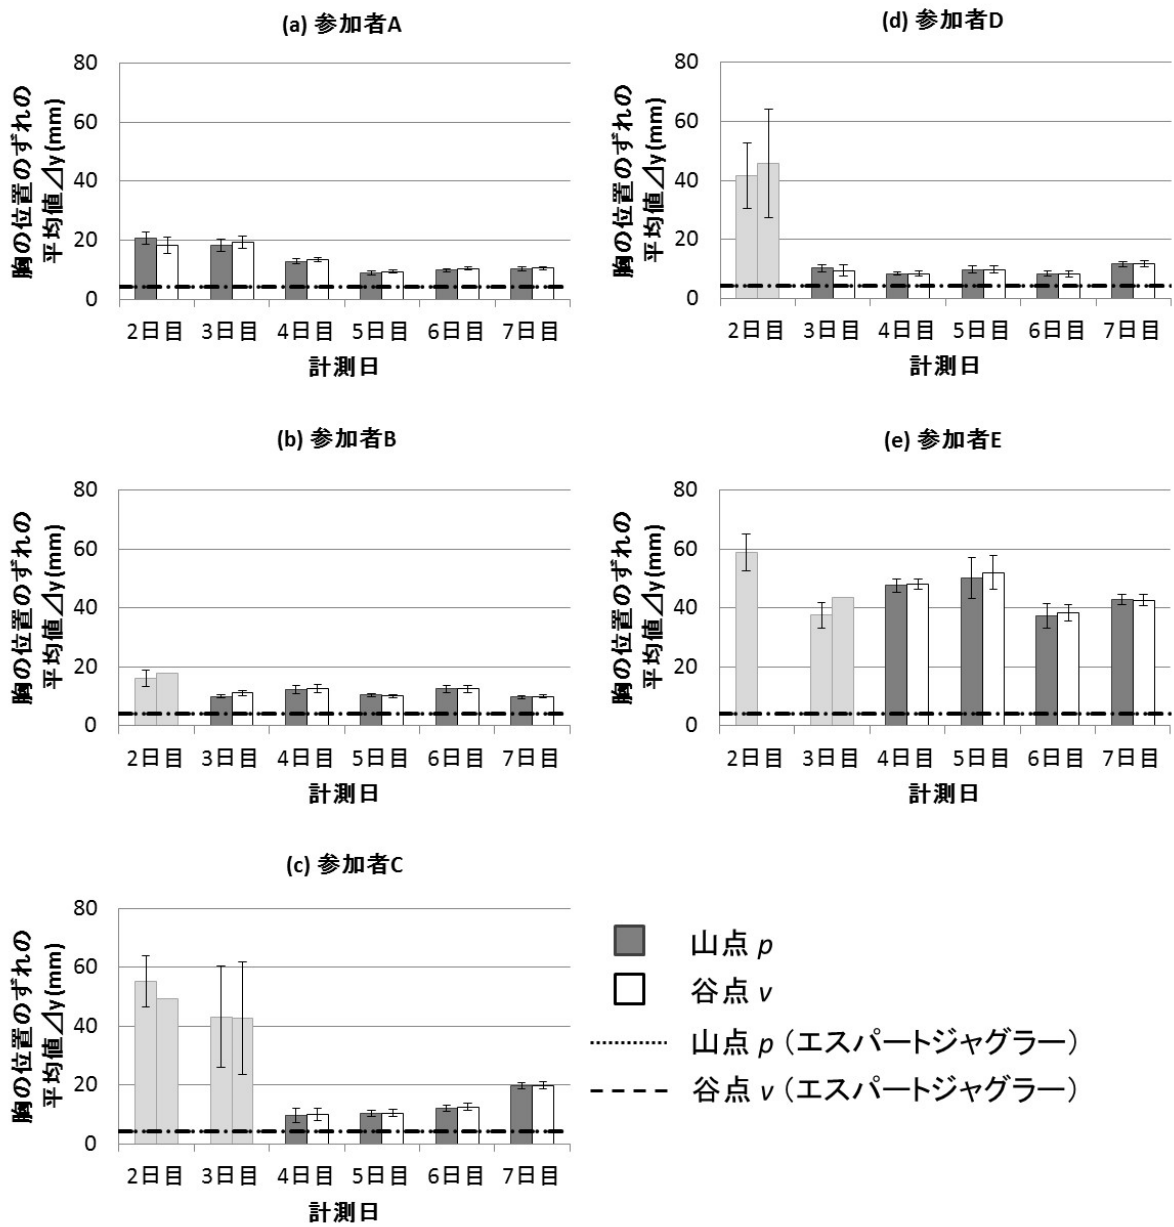 (a) 参加者A
胸の位置のずれの
平均値⊿y(mm)
80
60
40
20
0
2日目 3日目 4日目 5日目 6日目 7日目
計測日
(b) 参加者B
胸の位置のずれの
平均値⊿y(mm)
80
60
40
20
0
2日目 3日目 4日目 5日目 6日目 7日目
計測日
(c) 参加者C
胸の位置のずれの
平均値⊿y(mm)
80
60
40
20
0
2日目 3日目 4日目 5日目 6日目 7日目
計測日
(d) 参加者D
胸の位置のずれの
平均値⊿y(mm)
80
60
40
20
0
2日目 3日目 4日目 5日目 6日目 7日目
計測日
(e) 参加者E
胸の位置のずれの
平均値⊿y(mm)
80
60
40
20
0
2日目 3日目 4日目 5日目 6日目 7日目
計測日
山点 p
谷点 v
山点 p（エスパートジャグラー）
谷点 v（エスパートジャグラー）